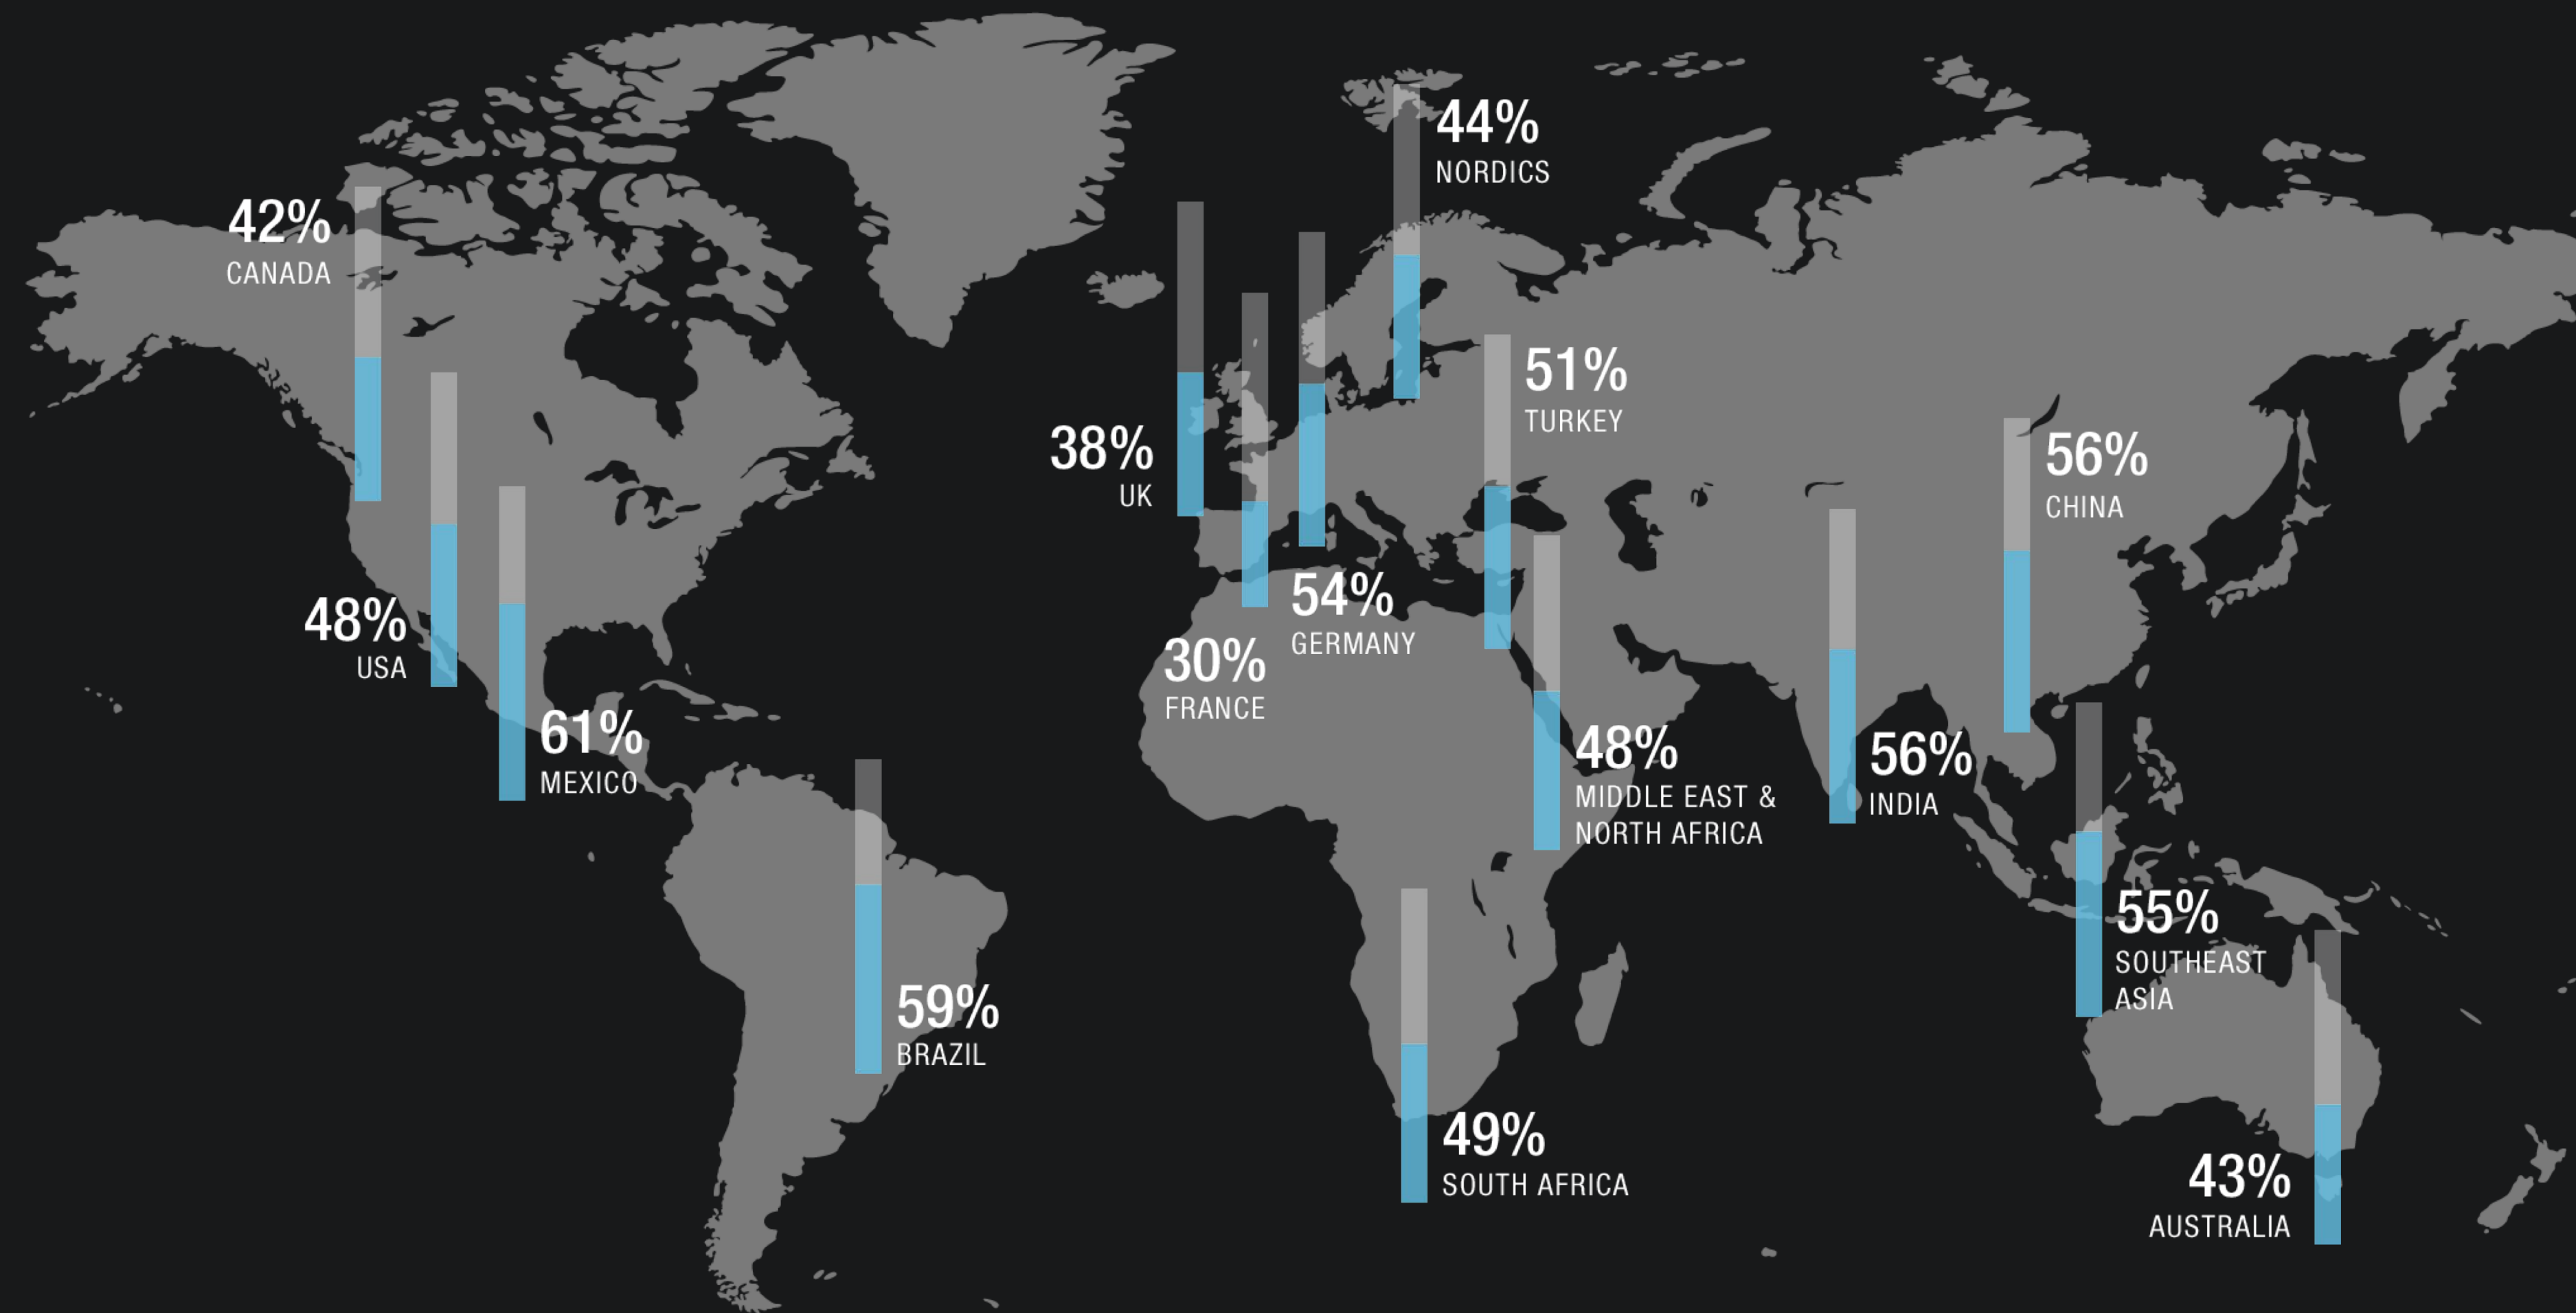 44%
NORDICS
42%
CANADA
51%
TURKEY
38%
UK
56%
CHINA
54%
GERMANY
48%
USA
30%
FRANCE
61%
MEXICO
48%
MIDDLE EAST &
NORTH AFRICA
56%
INDIA
55%
SOUTHEAST
ASIA
59%
BRAZIL
49%
SOUTH AFRICA
43%
AUSTRALIA